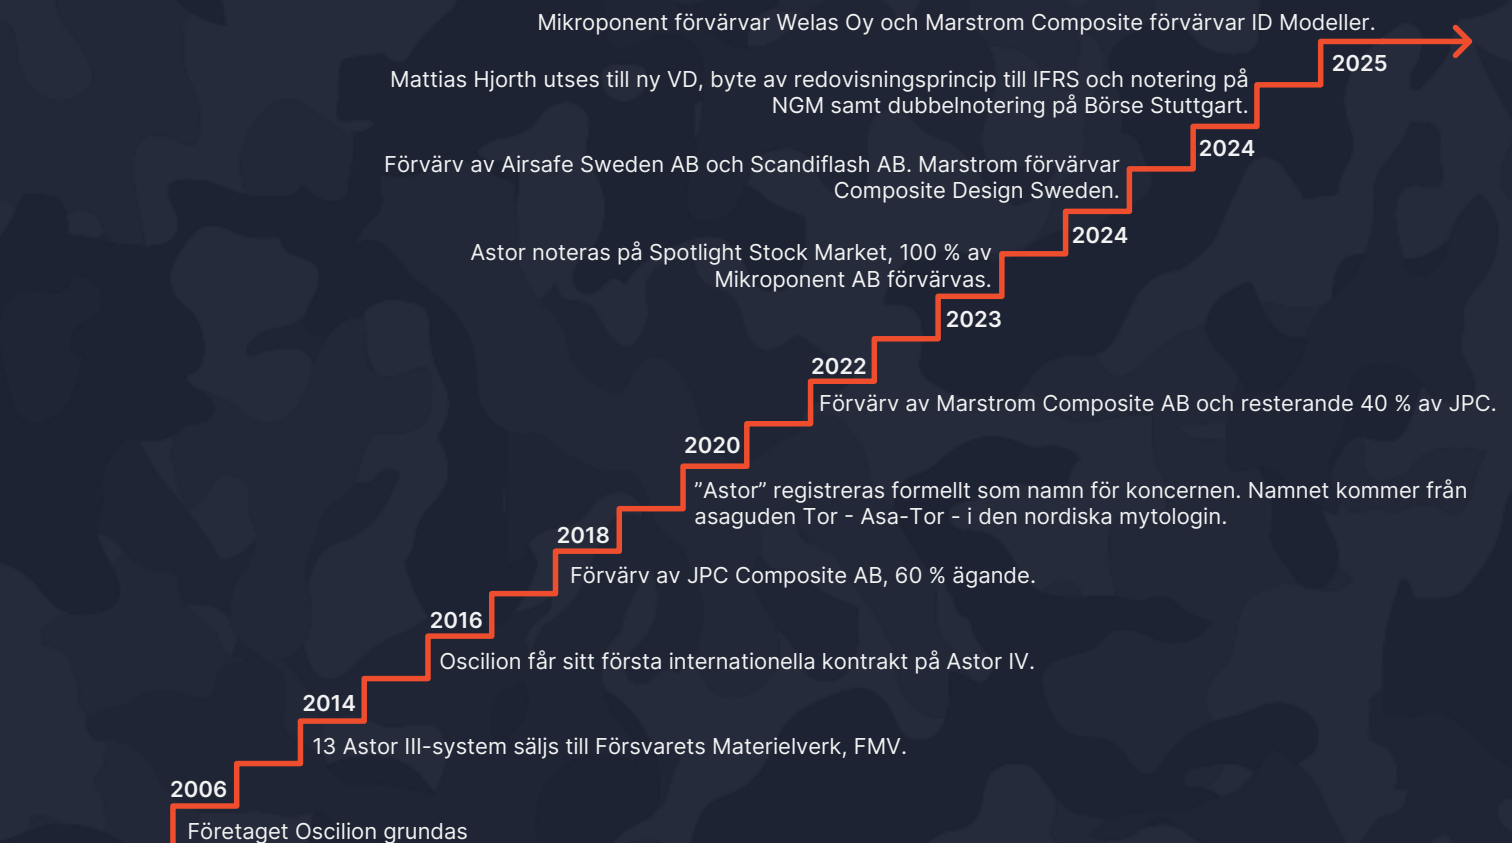 Mikroponent förvärvar Welas Oy och Marstrom Composite förvärvar ID Modeller.
2025
Mattias Hjorth utses till ny VD, byte av redovisningsprincip till IFRS och notering på
NGM samt dubbelnotering på Börse Stuttgart.
2024
Förvärv av Airsafe Sweden AB och Scandiflash AB. Marstrom förvärvar
Composite Design Sweden.
2024
Astor noteras på Spotlight Stock Market, 100 % av
Mikroponent AB förvärvas.
2023
2022
Förvärv av Marstrom Composite AB och resterande 40 % av JPC.
2020
”Astor” registreras formellt som namn för koncernen. Namnet kommer från
asaguden Tor - Asa-Tor - i den nordiska mytologin.
2018
Förvärv av JPC Composite AB, 60 % ägande.
2016
Oscilion får sitt första internationella kontrakt på Astor IV.
2014
13 Astor III-system säljs till Försvarets Materielverk, FMV.
2006
Företaget Oscilion grundas